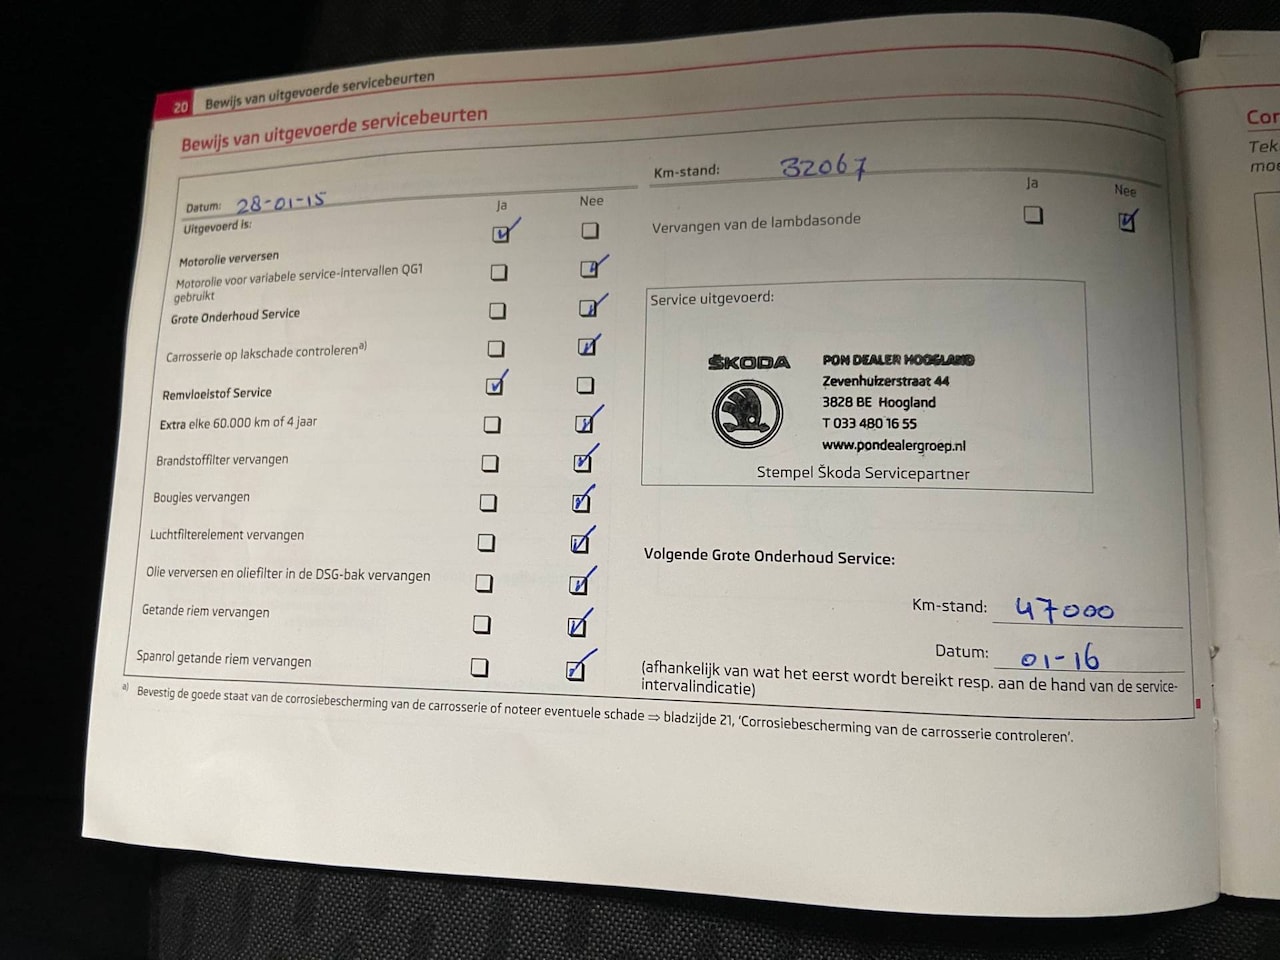 20 Bewijs van uitgevoerde servicebeurten
Bewijs van uitgevoerde servicebeurten
Datum: 28-01-15
Ja Nee
Uitgevoerd is:
Motorolie verversen
Motorolie voor variabele service-intervallen QG1
gebruikt
Grote Onderhoud Service
Carrosserie op lakschade controleren a)
Remvloeistof Service
Extra elke 60.000 km of 4 jaar
Brandstoffilter vervangen
Bougies vervangen
Luchtfilterelement vervangen
Olie verversen en oliefilter in de DSG-bak vervangen
Getande riem vervangen
Spanrol getande riem vervangen
Km-stand: 32067
Ja Nee
Vervangen van de lambdasonde
Service uitgevoerd:
ŠKODA
PON DEALER HOOGLAND
Zevenhuizerstraat 44
3828 BE Hoogland
T 033 480 16 55
www.pondealergroep.nl
Stempel Škoda Servicepartner
Volgende Grote Onderhoud Service:
Km-stand: 47000
Datum: 01-16
(afhankelijk van wat het eerst wordt bereikt resp. aan de hand van de service-
intervalindicatie)
a) Bevestig de goede staat van de corrosiebescherming van de carrosserie of noteer eventuele schade ⇒ bladzijde 21, 'Corrosiebescherming van de carrosserie controleren'.